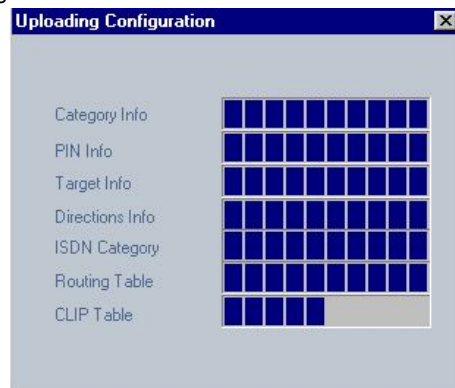 Uploading Configuration
Category Info
PIN Info
Target Info
Directions Info
ISDN Category
Routing Table
CLIP Table